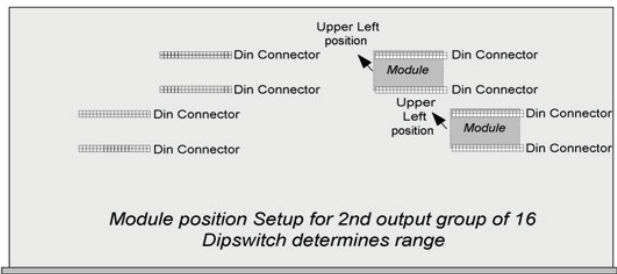 Upper Left
position
Din Connector
Din Connector
Module
Din Connector
Din Connector
Upper
Left
position
Din Connector
Din Connector
Module
Din Connector
Din Connector
Module position Setup for 2nd output group of 16
Dipswitch determines range